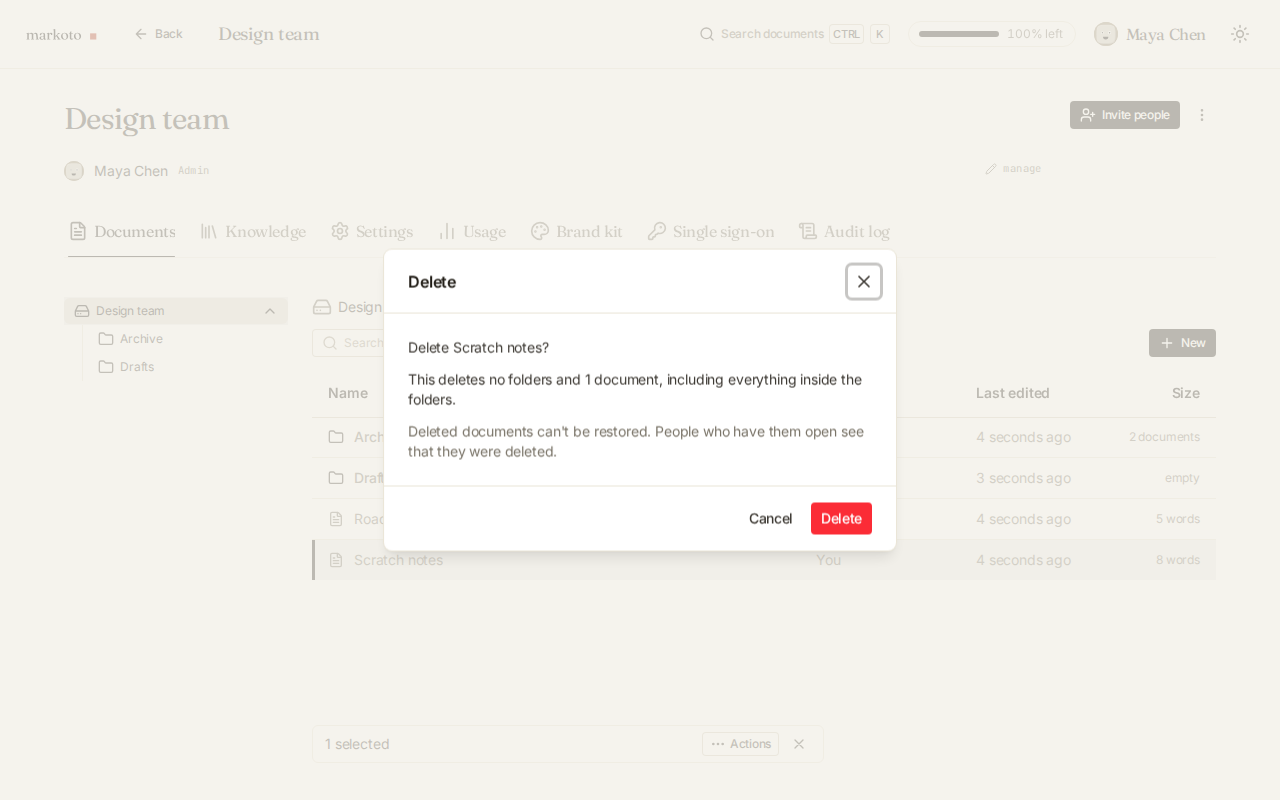 markoto
Back
Design team
Search documents CTRL K
100% left
Maya Chen
Design team
Invite people
Maya Chen Admin
manage
Documents
Knowledge
Settings
Usage
Brand kit
Single sign-on
Audit log
Delete
Design team
Archive
Drafts
Design
Search
New
Delete Scratch notes?
This deletes no folders and 1 document, including everything inside the
folders.
Deleted documents can't be restored. People who have them open see
that they were deleted.
Cancel
Delete
Name
Last edited
Size
4 seconds ago
2 documents
3 seconds ago
empty
4 seconds ago
5 words
Scratch notes
You
4 seconds ago
8 words
1 selected
Actions